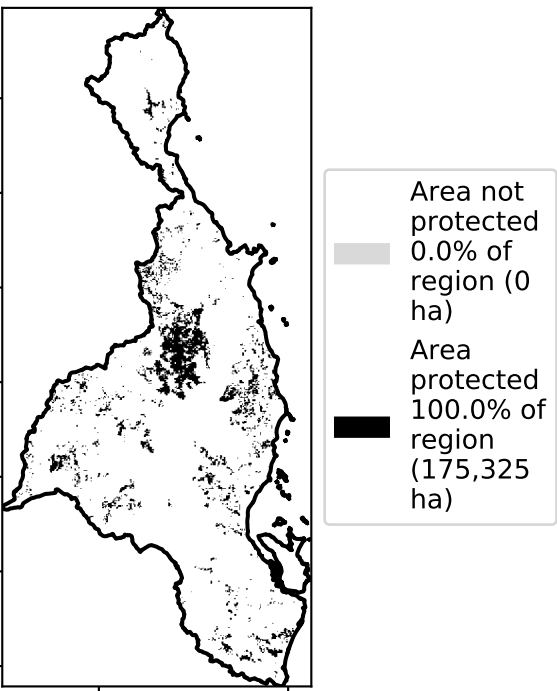 Area not
protected
0.0% of
region (0
ha)
Area
protected
100.0% of
region
(175,325
ha)